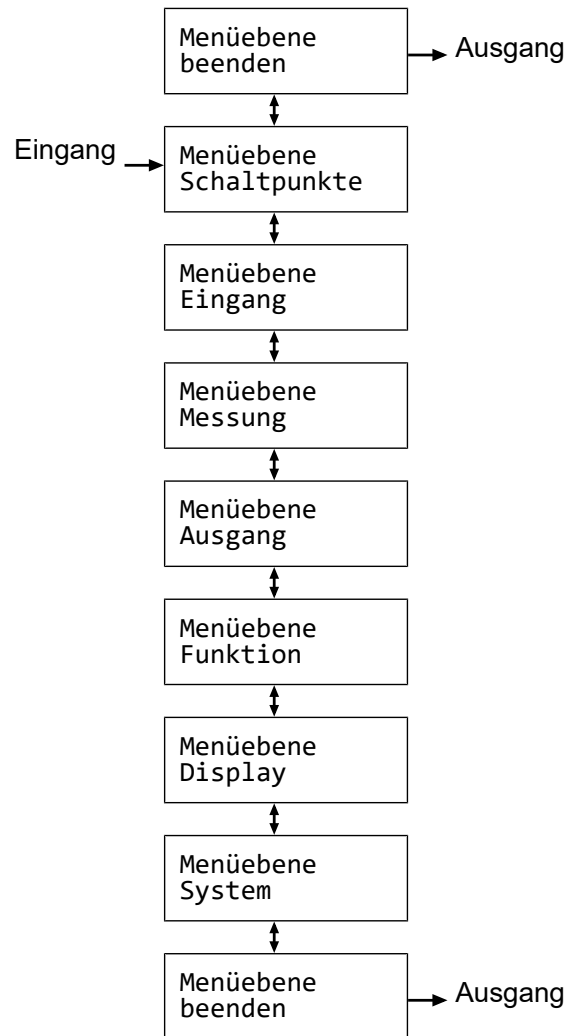 Menüebene
beenden
Ausgang
Eingang
Menüebene
Schaltpunkte
Menüebene
Eingang
Menüebene
Messung
Menüebene
Ausgang
Menüebene
Funktion
Menüebene
Display
Menüebene
System
Menüebene
beenden
Ausgang